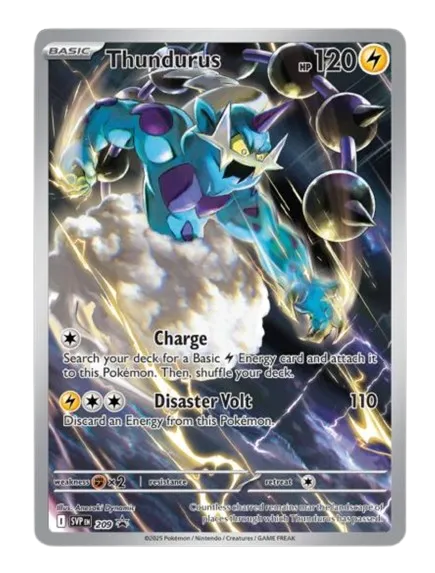 BASIC
Thundurus
HP 120
Charge
Search your deck for a Basic Energy card and attach it
to this Pokémon. Then, shuffle your deck.
Disaster Volt 110
Discard an Energy from this Pokémon.
weakness x2 resistance retreat
Illus. Anesaki Dynamic
Countless charred remains mar the landscape of
places through which Thundurus has passed.
I SVP EN 209
©2025 Pokémon / Nintendo / Creatures / GAME FREAK